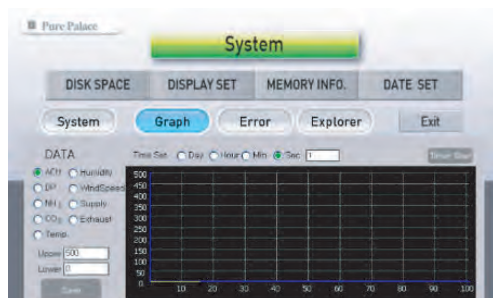 Pure Palace
System
DISK SPACE DISPLAY SET MEMORY INFO. DATE SET
System Graph Error Explorer Exit
DATA Time Set Day Hour Min Sec 1 Timer Start
ACH Humidity
DP WindSpeed
NH3 Supply
CO2 Exhaust
Temp.
Upper 500
Lower 0
Save
500
450
400
350
300
250
200
150
100
50
0
10 20 30 40 50 60 70 80 90 100